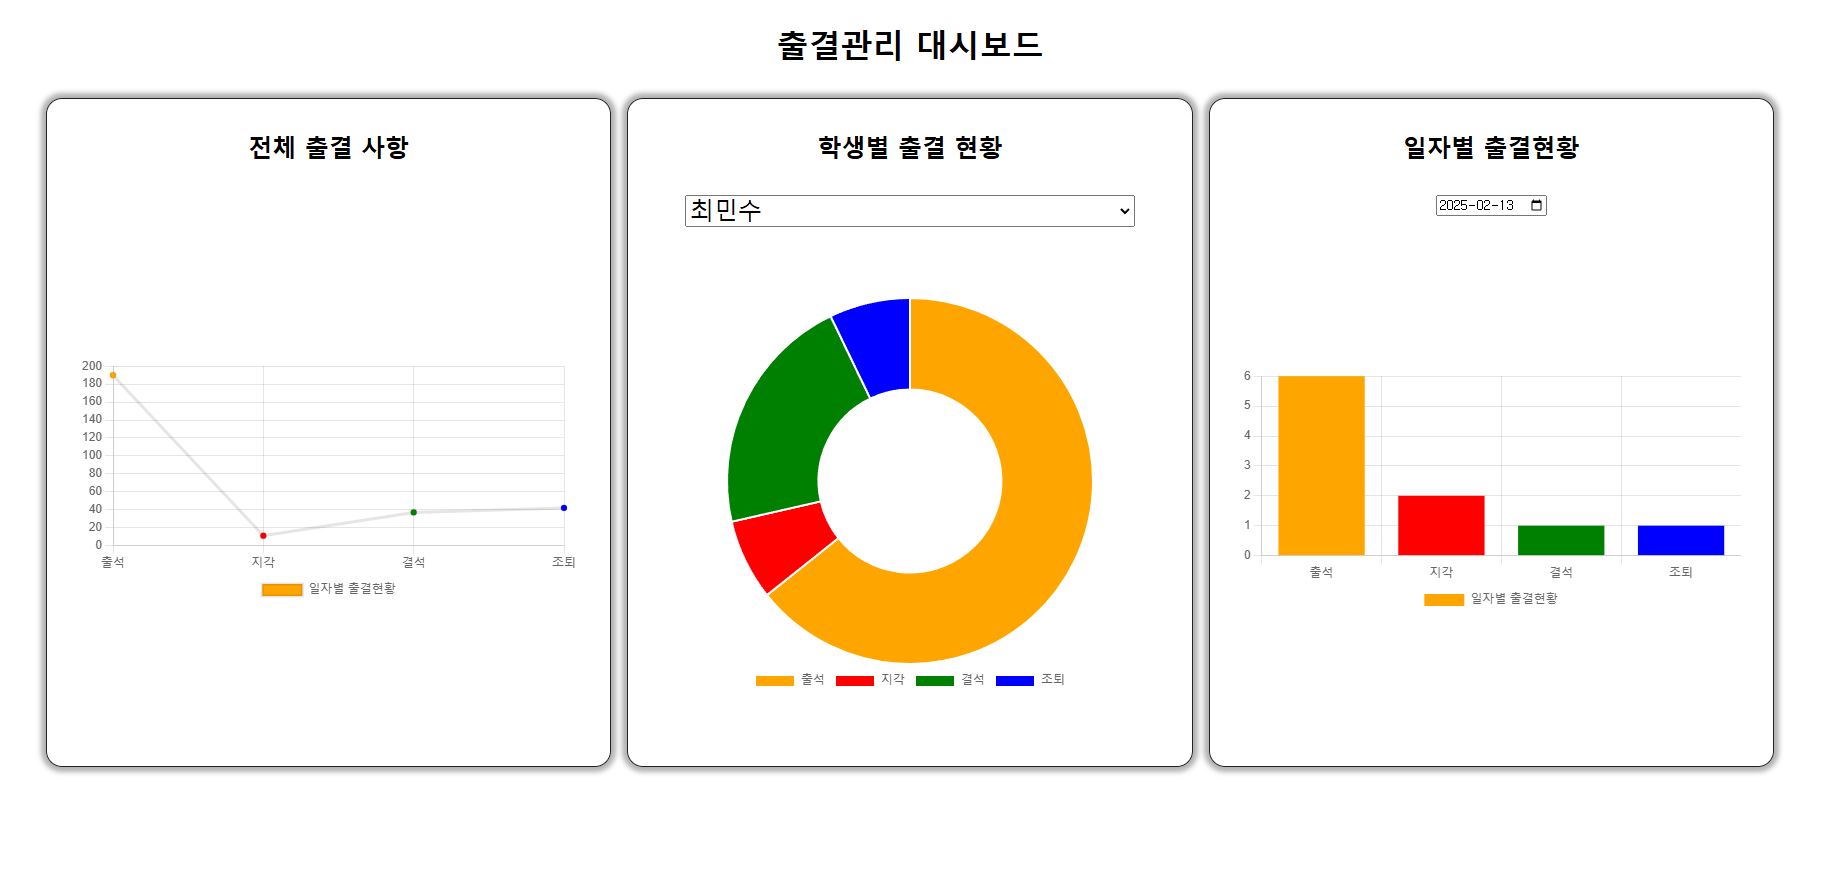 출결관리 대시보드
전체 출결 사항
200
180
160
140
120
100
80
60
40
20
0
출석 지각 결석 조퇴
일자별 출결현황
학생별 출결 현황
최민수
출석 지각 결석 조퇴
일자별 출결현황
2025-02-13
6
5
4
3
2
1
0
출석 지각 결석 조퇴
일자별 출결현황